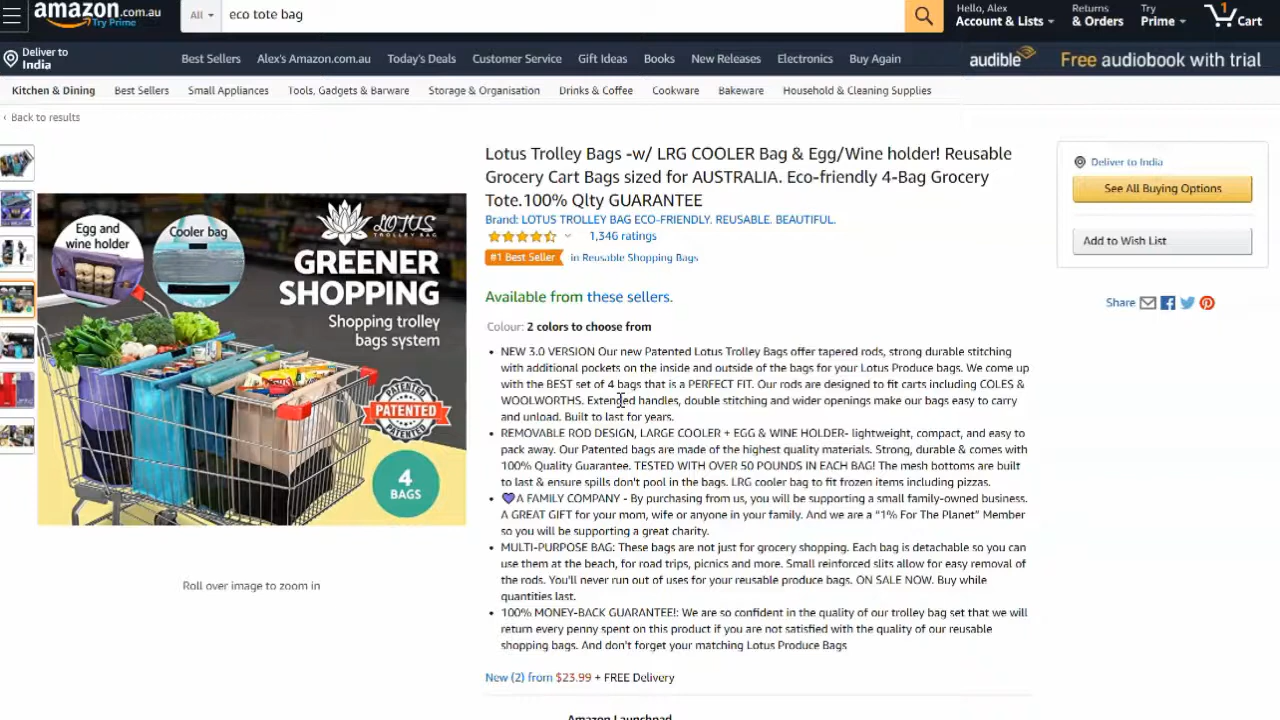 amazon.com.au
Try Prime
All
eco tote bag
Hello, Alex
Account & Lists
Returns
& Orders
Try
Prime
1
Cart
Deliver to
India
Best Sellers
Alex's Amazon.com.au
Today's Deals
Customer Service
Gift Ideas
Books
New Releases
Electronics
Buy Again
audible
Free audiobook with trial
Kitchen & Dining
Best Sellers
Small Appliances
Tools, Gadgets & Barware
Storage & Organisation
Drinks & Coffee
Cookware
Bakeware
Household & Cleaning Supplies
‹ Back to results
Egg and
wine holder
Cooler bag
LOTUS
TROLLEY BAG
GREENER
SHOPPING
Shopping trolley
bags system
PATENTED
PATENTED
PATENTED
4
BAGS
Roll over image to zoom in
Lotus Trolley Bags -w/ LRG COOLER Bag & Egg/Wine holder! Reusable
Grocery Cart Bags sized for AUSTRALIA. Eco-friendly 4-Bag Grocery
Tote.100% Qlty GUARANTEE
Brand: LOTUS TROLLEY BAG ECO-FRIENDLY. REUSABLE. BEAUTIFUL.
1,346 ratings
#1 Best Seller
in Reusable Shopping Bags
Available from these sellers.
Colour: 2 colors to choose from
• NEW 3.0 VERSION Our new Patented Lotus Trolley Bags offer tapered rods, strong durable stitching
with additional pockets on the inside and outside of the bags for your Lotus Produce bags. We come up
with the BEST set of 4 bags that is a PERFECT FIT. Our rods are designed to fit carts including COLES &
WOOLWORTHS. Extended handles, double stitching and wider openings make our bags easy to carry
and unload. Built to last for years.
• REMOVABLE ROD DESIGN, LARGE COOLER + EGG & WINE HOLDER- lightweight, compact, and easy to
pack away. Our Patented bags are made of the highest quality materials. Strong, durable & comes with
100% Quality Guarantee. TESTED WITH OVER 50 POUNDS IN EACH BAG! The mesh bottoms are built
to last & ensure spills don't pool in the bags. LRG cooler bag to fit frozen items including pizzas.
• 💜A FAMILY COMPANY - By purchasing from us, you will be supporting a small family-owned business.
A GREAT GIFT for your mom, wife or anyone in your family. And we are a "1% For The Planet" Member
so you will be supporting a great charity.
• MULTI-PURPOSE BAG: These bags are not just for grocery shopping. Each bag is detachable so you can
use them at the beach, for road trips, picnics and more. Small reinforced slits allow for easy removal of
the rods. You'll never run out of uses for your reusable produce bags. ON SALE NOW. Buy while
quantities last.
• 100% MONEY-BACK GUARANTEE!: We are so confident in the quality of our trolley bag set that we will
return every penny spent on this product if you are not satisfied with the quality of our reusable
shopping bags. And don't forget your matching Lotus Produce Bags
New (2) from $23.99 + FREE Delivery
Amazon Launchpad
Deliver to India
See All Buying Options
Add to Wish List
Share